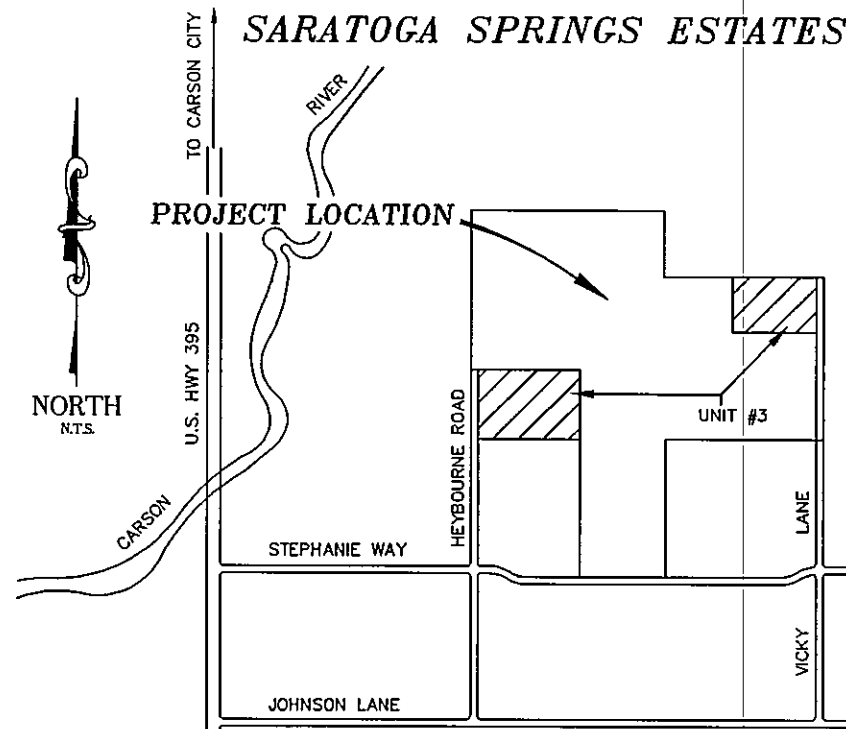 SARATOGA SPRINGS ESTATES
TO CARSON CITY
RIVER
PROJECT LOCATION
NORTH
N.T.S.
U.S. HWY 395
HEYBOURNE ROAD
UNIT #3
CARSON
STEPHANIE WAY
LANE
VICKY
JOHNSON LANE